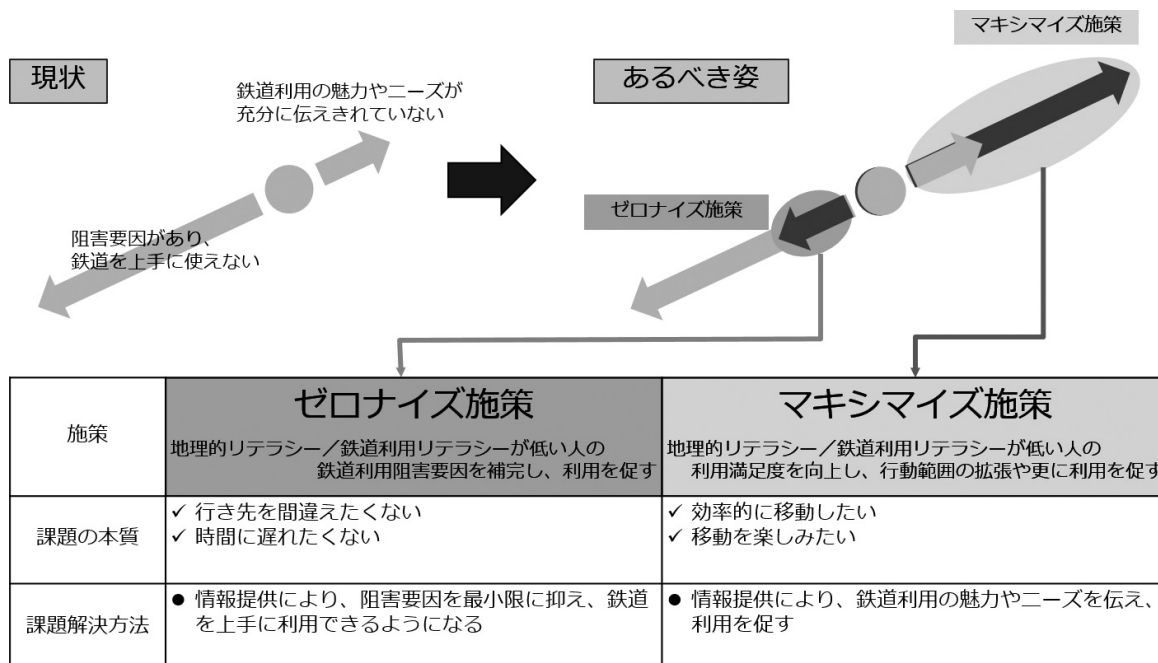 マキシマイズ施策
現状
あるべき姿
鉄道利用の魅力やニーズが
充分に伝えきれていない
ゼロナイズ施策
阻害要因があり、
鉄道を上手に使えない
施策
ゼロナイズ施策
地理的リテラシー／鉄道利用リテラシーが低い人の
鉄道利用阻害要因を補完し、利用を促す
マキシマイズ施策
地理的リテラシー／鉄道利用リテラシーが低い人の
利用満足度を向上し、行動範囲の拡張や更に利用を促す
課題の本質
✓ 行き先を間違えたくない
✓ 時間に遅れたくない
✓ 効率的に移動したい
✓ 移動を楽しみたい
課題解決方法
● 情報提供により、阻害要因を最小限に抑え、鉄道
を上手に利用できるようになる
● 情報提供により、鉄道利用の魅力やニーズを伝え、
利用を促す